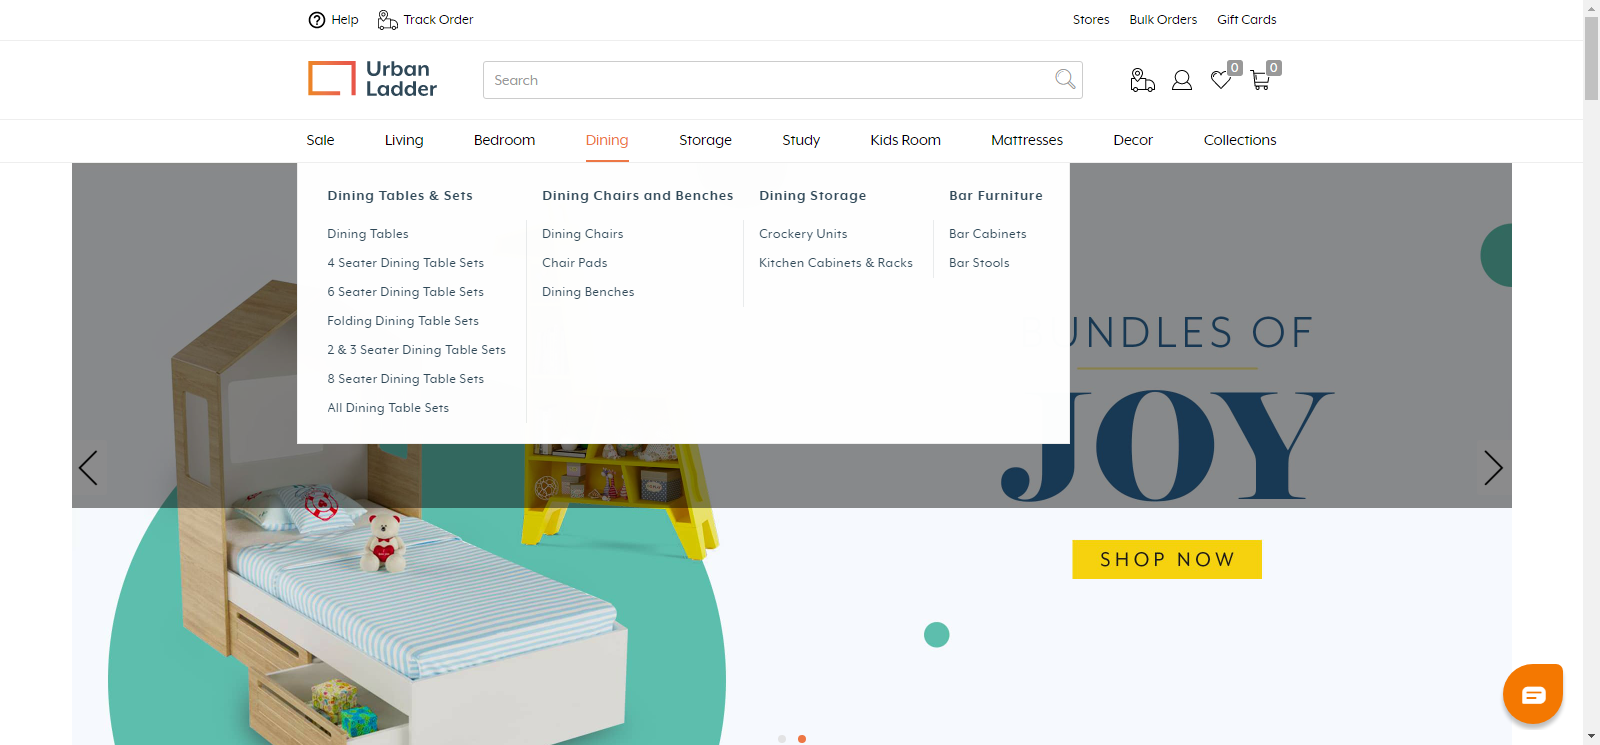 Help
Track Order
Stores
Bulk Orders
Gift Cards
Urban
Ladder
Search
0
0
Sale
Living
Bedroom
Dining
Storage
Study
Kids Room
Mattresses
Decor
Collections
Dining Tables & Sets
Dining Tables
4 Seater Dining Table Sets
6 Seater Dining Table Sets
Folding Dining Table Sets
2 & 3 Seater Dining Table Sets
8 Seater Dining Table Sets
All Dining Table Sets
Dining Chairs and Benches
Dining Chairs
Chair Pads
Dining Benches
Dining Storage
Crockery Units
Kitchen Cabinets & Racks
Bar Furniture
Bar Cabinets
Bar Stools
UNDLES OF
JOY
SHOP NOW